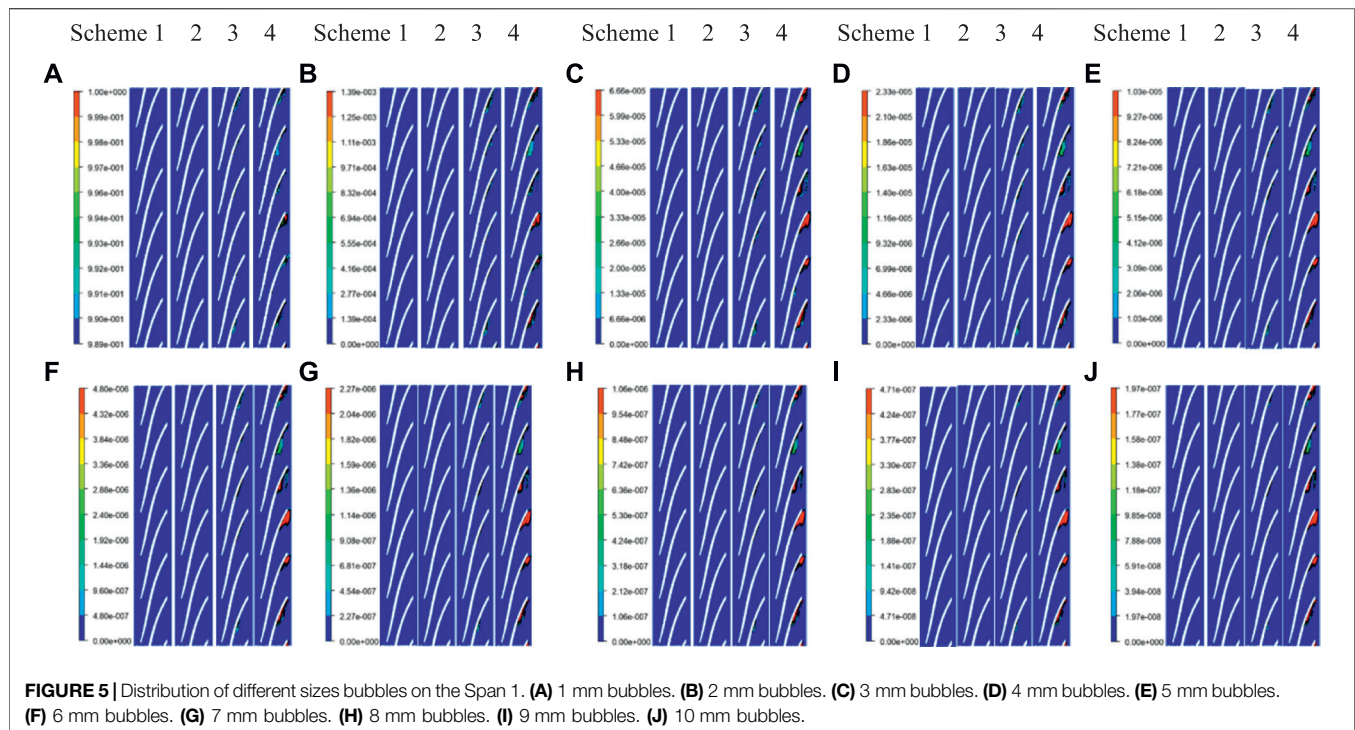 Scheme 1 2 3 4 Scheme 1 2 3 4 Scheme 1 2 3 4 Scheme 1 2 3 4 Scheme 1 2 3 4
A
1.00e+000
9.99e-001
9.98e-001
9.97e-001
9.96e-001
9.94e-001
9.93e-001
9.92e-001
9.91e-001
9.90e-001
9.89e-001
B
1.39e-003
1.25e-003
1.11e-003
9.71e-004
8.32e-004
6.94e-004
5.55e-004
4.16e-004
2.77e-004
1.39e-004
0.00e+000
C
6.66e-005
5.99e-005
5.33e-005
4.66e-005
4.00e-005
3.33e-005
2.66e-005
2.00e-005
1.33e-005
6.66e-006
0.00e+000
D
2.33e-005
2.10e-005
1.86e-005
1.63e-005
1.40e-005
1.16e-005
9.32e-006
6.99e-006
4.66e-006
2.33e-006
0.00e+000
E
1.03e-005
9.27e-006
8.24e-006
7.21e-006
6.18e-006
5.15e-006
4.12e-006
3.09e-006
2.06e-006
1.03e-006
0.00e+000
F
4.80e-006
4.32e-006
3.84e-006
3.36e-006
2.88e-006
2.40e-006
1.92e-006
1.44e-006
9.60e-007
4.80e-007
0.00e+000
G
2.27e-006
2.04e-006
1.82e-006
1.59e-006
1.36e-006
1.14e-006
9.08e-007
6.81e-007
4.54e-007
2.27e-007
0.00e+000
H
1.06e-006
9.54e-007
8.48e-007
7.42e-007
6.36e-007
5.30e-007
4.24e-007
3.18e-007
2.12e-007
1.06e-007
0.00e+000
I
4.71e-007
4.24e-007
3.77e-007
3.30e-007
2.83e-007
2.35e-007
1.88e-007
1.41e-007
9.42e-008
4.71e-008
0.00e+000
J
1.97e-007
1.77e-007
1.58e-007
1.38e-007
1.18e-007
9.85e-008
7.88e-008
5.91e-008
3.94e-008
1.97e-008
0.00e+000
FIGURE 5 | Distribution of different sizes bubbles on the Span 1. (A) 1 mm bubbles. (B) 2 mm bubbles. (C) 3 mm bubbles. (D) 4 mm bubbles. (E) 5 mm bubbles.
(F) 6 mm bubbles. (G) 7 mm bubbles. (H) 8 mm bubbles. (I) 9 mm bubbles. (J) 10 mm bubbles.